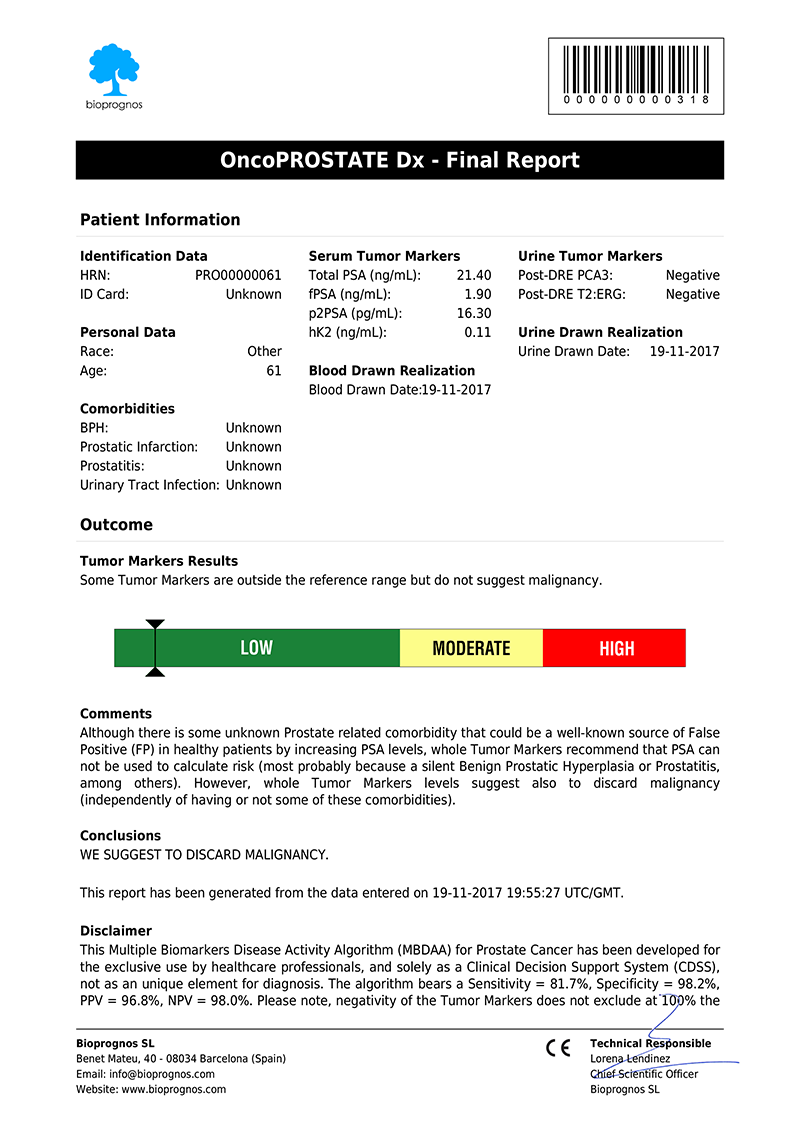 bioprognos
000000000318
OncoPROSTATE Dx - Final Report
Patient Information
Identification Data
HRN: PRO00000061
ID Card: Unknown
Personal Data
Race: Other
Age: 61
Comorbidities
BPH: Unknown
Prostatic Infarction: Unknown
Prostatitis: Unknown
Urinary Tract Infection: Unknown
Serum Tumor Markers
Total PSA (ng/mL): 21.40
fPSA (ng/mL): 1.90
p2PSA (pg/mL): 16.30
hK2 (ng/mL): 0.11
Blood Drawn Realization
Blood Drawn Date:19-11-2017
Urine Tumor Markers
Post-DRE PCA3: Negative
Post-DRE T2:ERG: Negative
Urine Drawn Realization
Urine Drawn Date: 19-11-2017
Outcome
Tumor Markers Results
Some Tumor Markers are outside the reference range but do not suggest malignancy.
LOW MODERATE HIGH
Comments
Although there is some unknown Prostate related comorbidity that could be a well-known source of False
Positive (FP) in healthy patients by increasing PSA levels, whole Tumor Markers recommend that PSA can
not be used to calculate risk (most probably because a silent Benign Prostatic Hyperplasia or Prostatitis,
among others). However, whole Tumor Markers levels suggest also to discard malignancy
(independently of having or not some of these comorbidities).
Conclusions
WE SUGGEST TO DISCARD MALIGNANCY.
This report has been generated from the data entered on 19-11-2017 19:55:27 UTC/GMT.
Disclaimer
This Multiple Biomarkers Disease Activity Algorithm (MBDAA) for Prostate Cancer has been developed for
the exclusive use by healthcare professionals, and solely as a Clinical Decision Support System (CDSS),
not as an unique element for diagnosis. The algorithm bears a Sensitivity = 81.7%, Specificity = 98.2%,
PPV = 96.8%, NPV = 98.0%. Please note, negativity of the Tumor Markers does not exclude at 100% the
Bioprognos SL
Benet Mateu, 40 - 08034 Barcelona (Spain)
Email: info@bioprognos.com
Website: www.bioprognos.com
CE
Technical Responsible
Lorena Lendinez
Chief Scientific Officer
Bioprognos SL